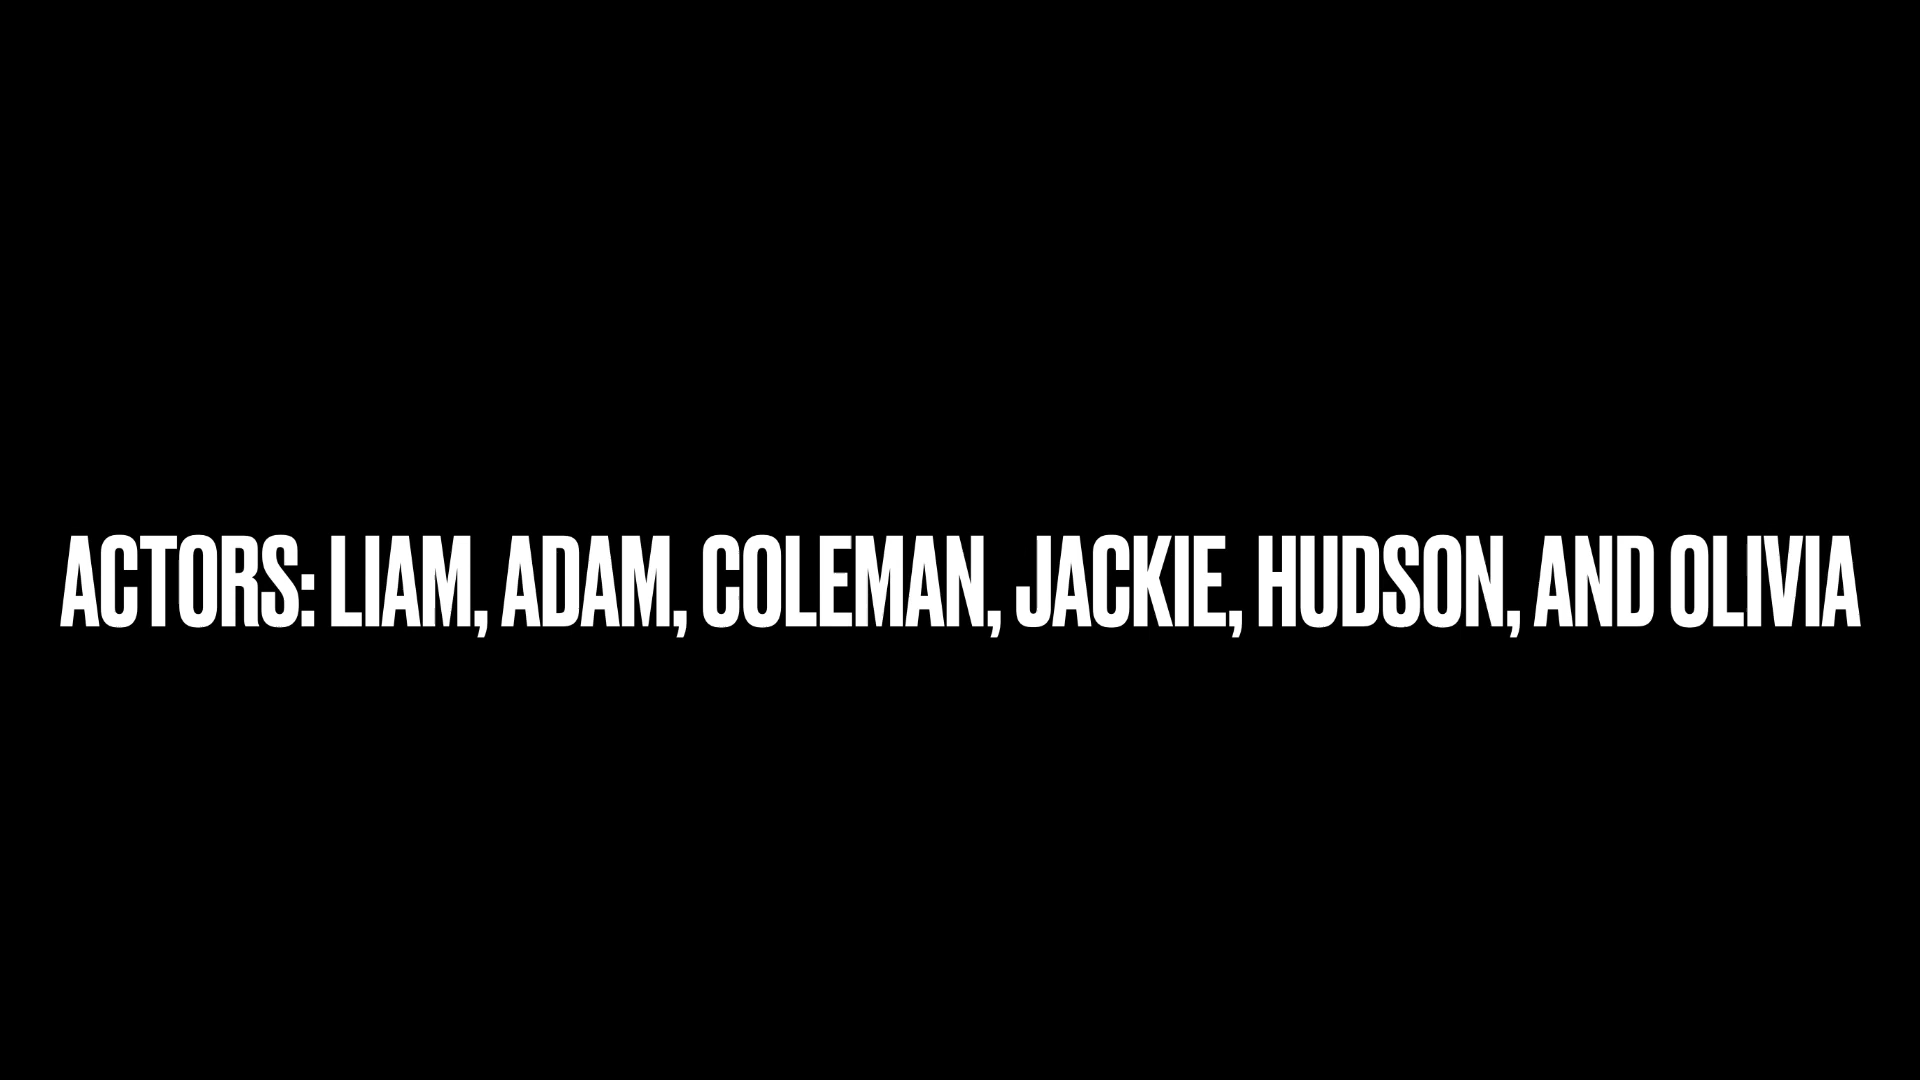 ACTORS: LIAM, ADAM, COLEMAN, JACKIE, HUDSON, AND OLIVIA